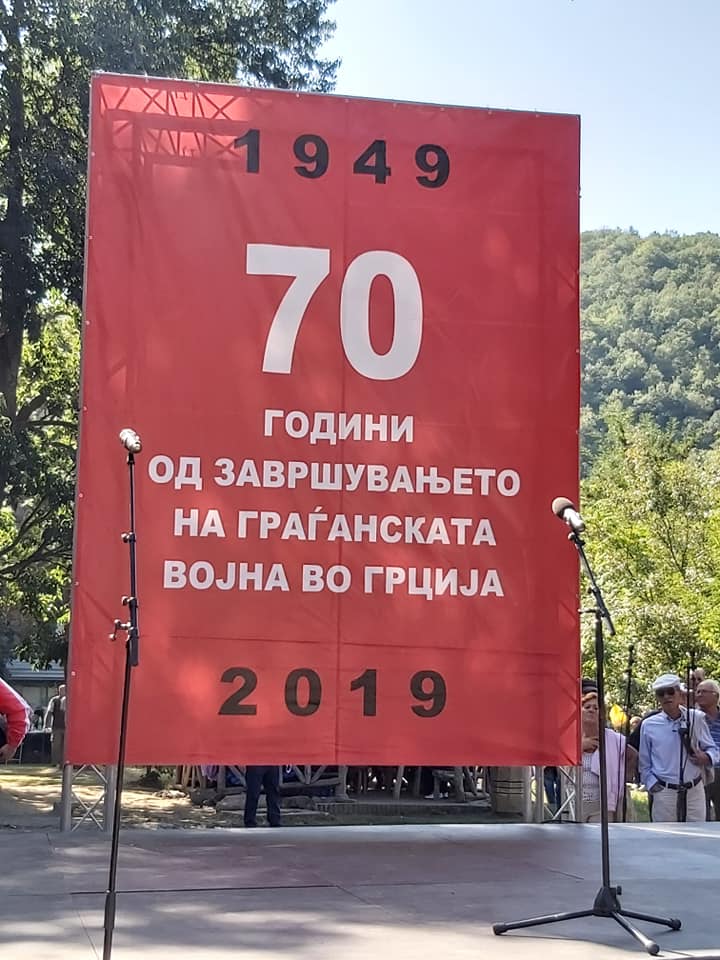 1949
70
ГОДИНИ
ОД ЗАВРШУВАЊЕТО
НА ГРАЃАНСКАТА
ВОЈНА ВО ГРЦИЈА
2019